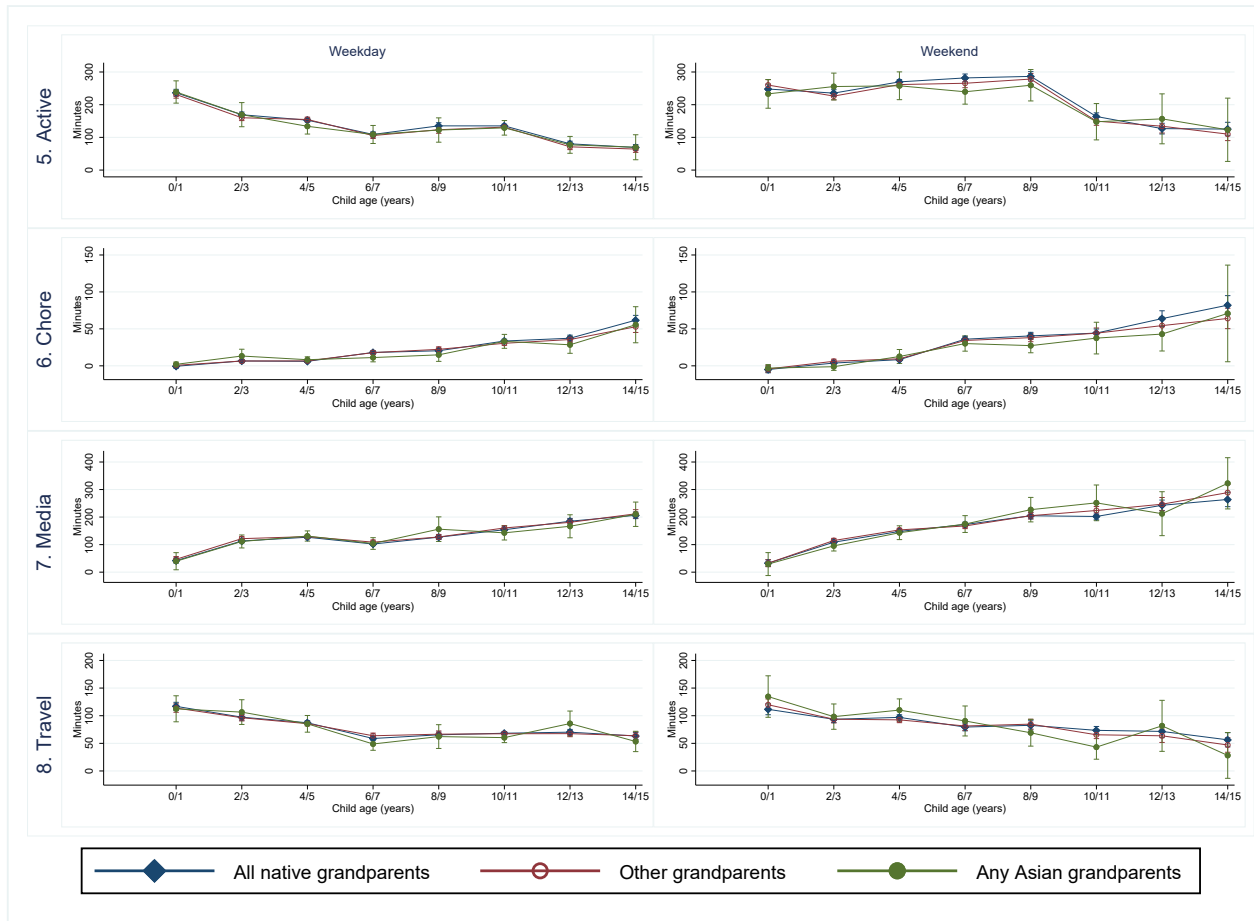 Weekday
Weekend
5. Active
Minutes
300
200
100
0
0/1 2/3 4/5 6/7 8/9 10/11 12/13 14/15
Child age (years)
Minutes
300
200
100
0
0/1 2/3 4/5 6/7 8/9 10/11 12/13 14/15
Child age (years)
6. Chore
Minutes
150
100
50
0
0/1 2/3 4/5 6/7 8/9 10/11 12/13 14/15
Child age (years)
Minutes
150
100
50
0
0/1 2/3 4/5 6/7 8/9 10/11 12/13 14/15
Child age (years)
7. Media
Minutes
400
300
200
100
0
0/1 2/3 4/5 6/7 8/9 10/11 12/13 14/15
Child age (years)
Minutes
400
300
200
100
0
0/1 2/3 4/5 6/7 8/9 10/11 12/13 14/15
Child age (years)
8. Travel
Minutes
200
150
100
50
0
0/1 2/3 4/5 6/7 8/9 10/11 12/13 14/15
Child age (years)
Minutes
200
150
100
50
0
0/1 2/3 4/5 6/7 8/9 10/11 12/13 14/15
Child age (years)
All native grandparents Other grandparents Any Asian grandparents